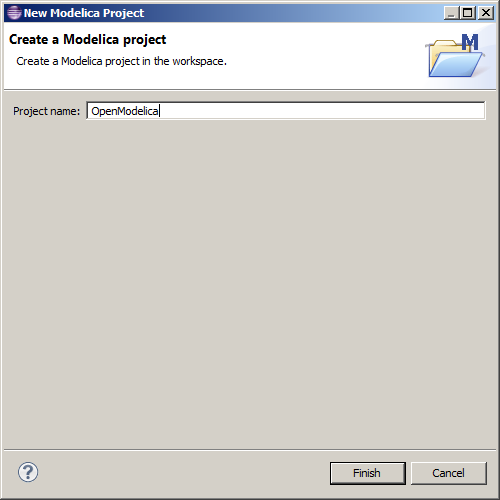 New Modelica Project
Create a Modelica project
Create a Modelica project in the workspace.
M
Project name: OpenModelica
?
Finish Cancel